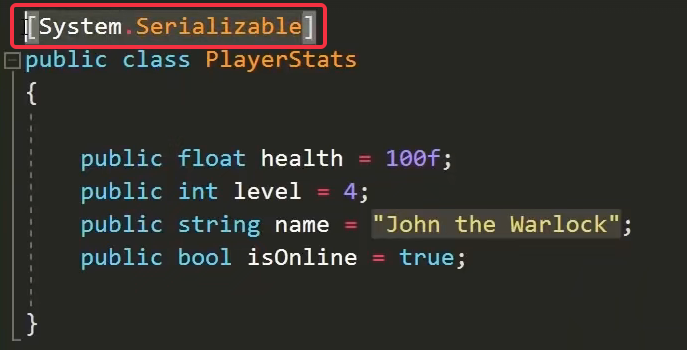 [System.Serializable]
public class PlayerStats
{
public float health = 100f;
public int level = 4;
public string name = "John the Warlock";
public bool isOnline = true;
}